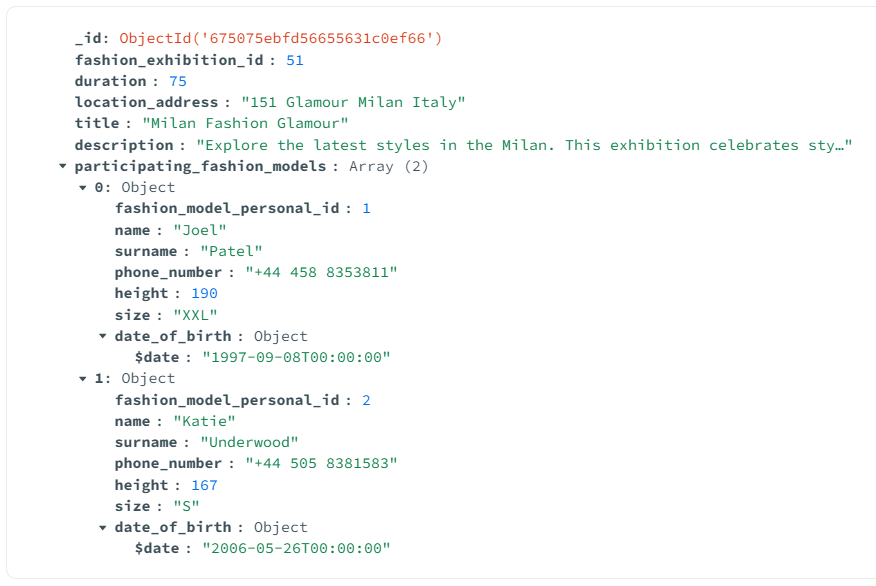 _id: ObjectId('675075ebfd56655631c0ef66')
fashion_exhibition_id : 51
duration : 75
location_address : "151 Glamour Milan Italy"
title : "Milan Fashion Glamour"
description : "Explore the latest styles in the Milan. This exhibition celebrates sty…"
participating_fashion_models : Array (2)
0: Object
fashion_model_personal_id : 1
name : "Joel"
surname : "Patel"
phone_number : "+44 458 8353811"
height : 190
size : "XXL"
date_of_birth : Object
$date : "1997-09-08T00:00:00"
1: Object
fashion_model_personal_id : 2
name : "Katie"
surname : "Underwood"
phone_number : "+44 505 8381583"
height : 167
size : "S"
date_of_birth : Object
$date : "2006-05-26T00:00:00"